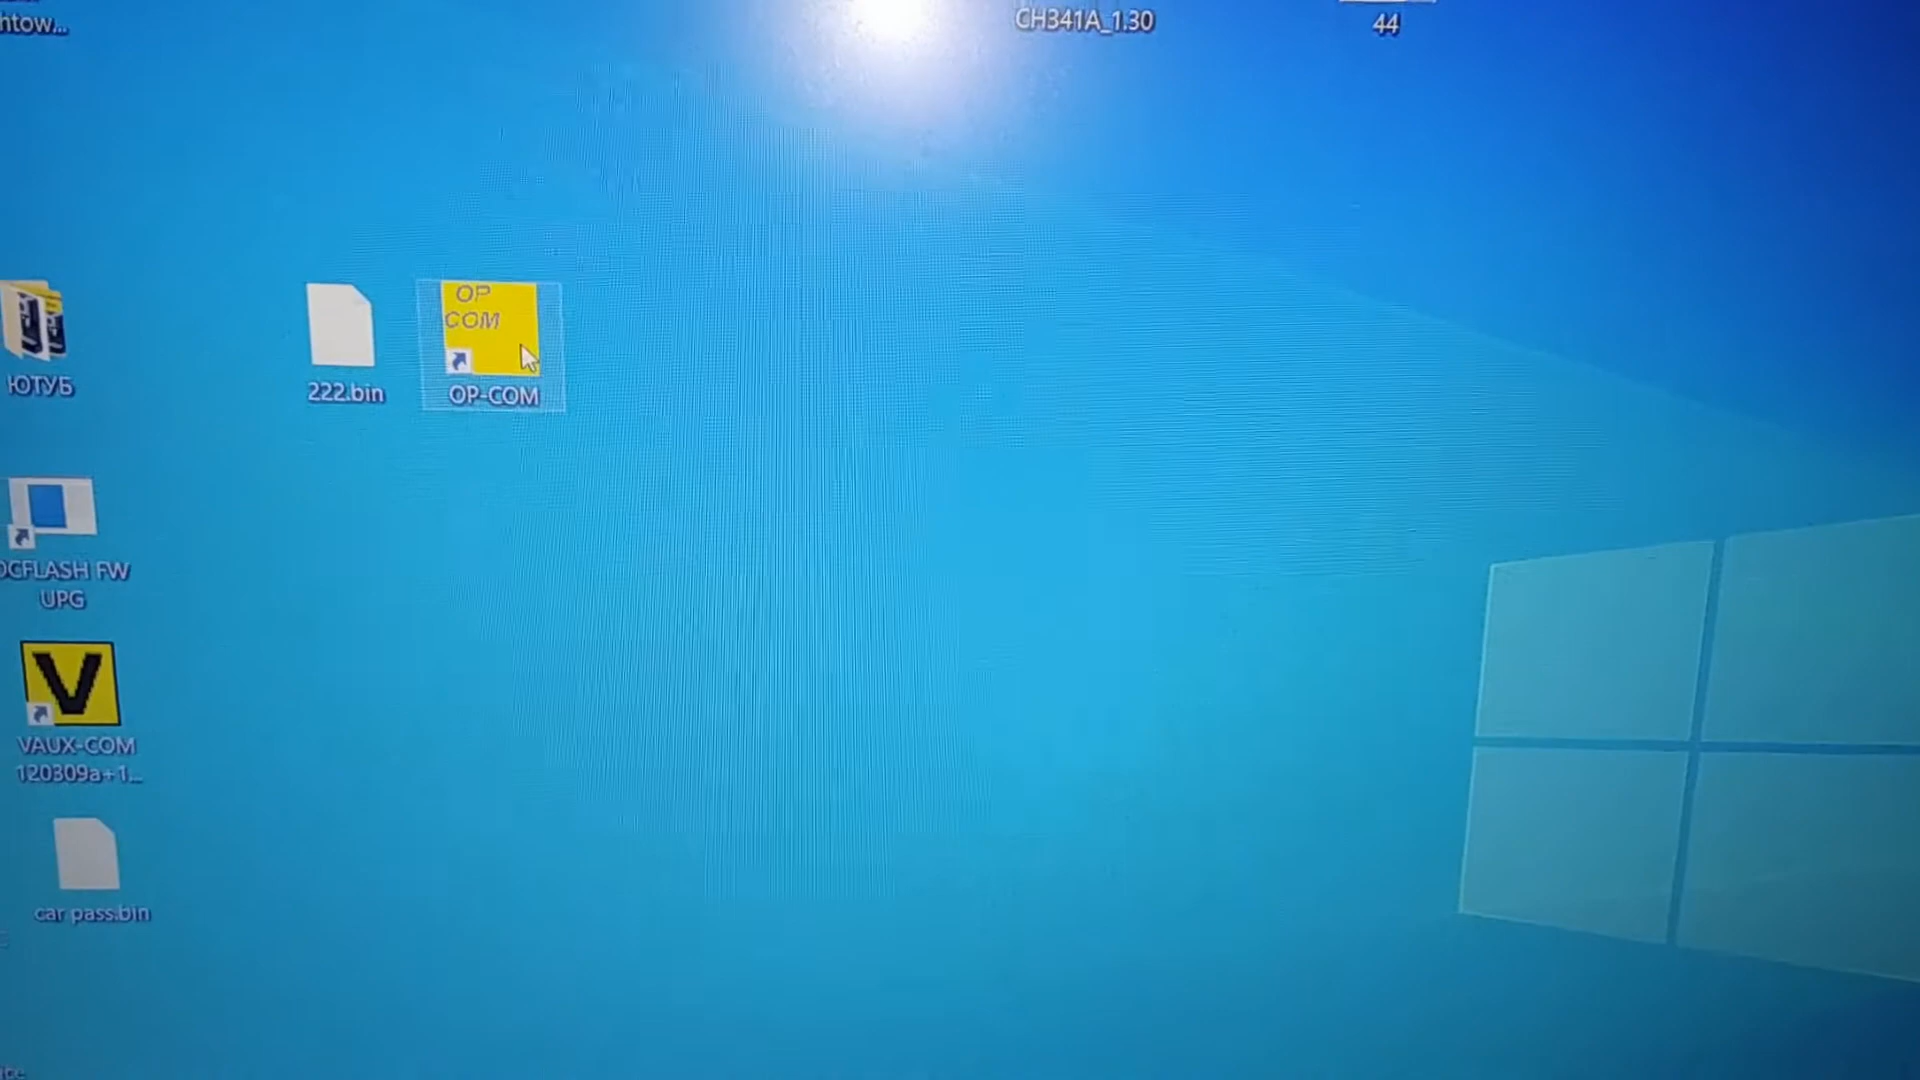 htow...
CH341A_1.30
44
OP
COM
ЮТУБ
222.bin
OP-COM
OCFLASH FW
UPG
V
VAUX-COM
120309a+1...
car pass.bin